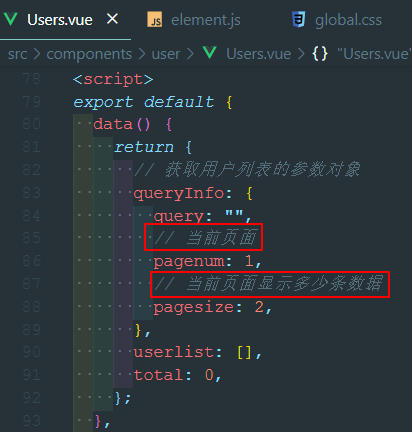 Users.vue × element.js global.css
src > components > user > Users.vue > {} "Users.vue"
78 <script>
79 export default {
80 data() {
81 return {
82 // 获取用户列表的参数对象
83 queryInfo: {
84 query: "",
85 // 当前页面
86 pagenum: 1,
87 // 当前页面显示多少条数据
88 pagesize: 2,
89 },
90 userlist: [],
91 total: 0,
92 };
93 },